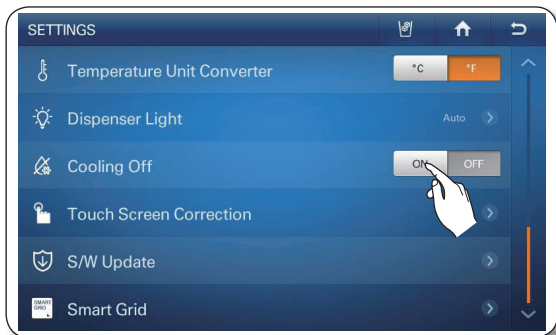 SETTINGS
Temperature Unit Converter °C °F
Dispenser Light Auto
Cooling Off ON OFF
Touch Screen Correction
S/W Update
SMART GRID Smart Grid